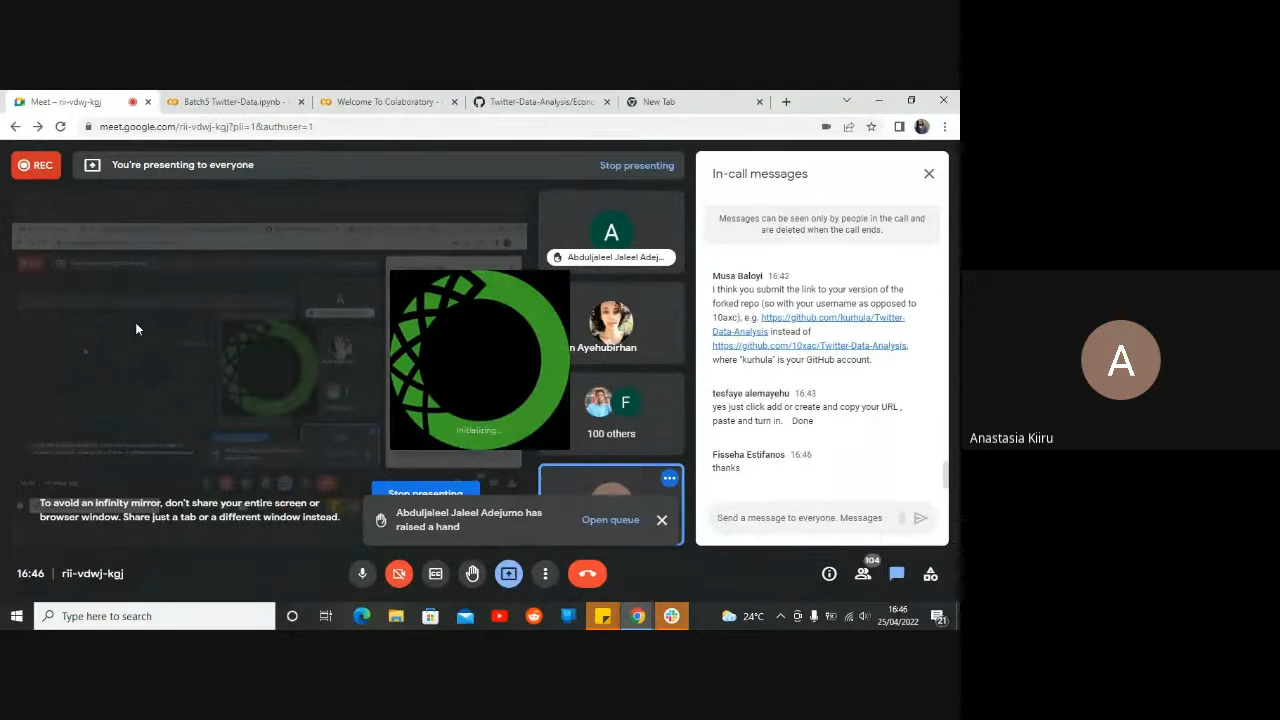 Meet – rii-vdwj-kgj
Batch5 Twitter-Data.ipynb -
Welcome To Colaboratory -
Twitter-Data-Analysis/Econo
New Tab
meet.google.com/rii-vdwj-kgj?pli=1&authuser=1
REC
You're presenting to everyone
Stop presenting
A
Abduljaleel Jaleel Adej...
n Ayehubirhan
F
100 others
Initializing...
Stop presenting
To avoid an infinity mirror, don't share your entire screen or
browser window. Share just a tab or a different window instead.
Abduljaleel Jaleel Adejumo has
raised a hand
Open queue
In-call messages
Messages can be seen only by people in the call and
are deleted when the call ends.
Musa Baloyi 16:42
I think you submit the link to your version of the
forked repo (so with your username as opposed to
10axc), e.g. https://github.com/kurhula/Twitter-
Data-Analysis instead of
https://github.com/10xac/Twitter-Data-Analysis,
where "kurhula" is your GitHub account.
tesfaye alemayehu 16:43
yes just click add or create and copy your URL ,
paste and turn in. Done
Fisseha Estifanos 16:46
thanks
Send a message to everyone. Messages
16:46 | rii-vdwj-kgj
104
Type here to search
24°C
16:46
25/04/2022
21
A
Anastasia Kiiru